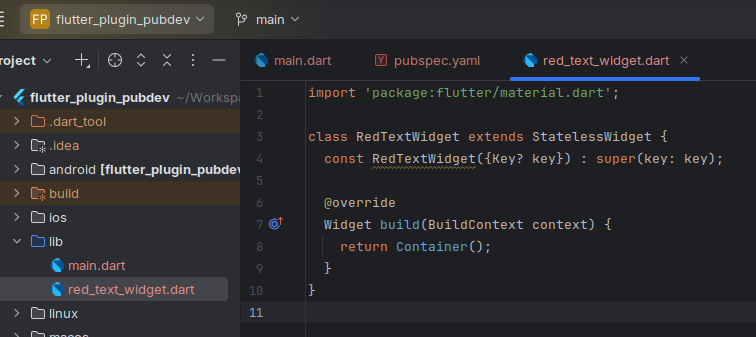 FP flutter_plugin_pubdev main
roject
main.dart pubspec.yaml red_text_widget.dart
flutter_plugin_pubdev ~/Workspa
.dart_tool
.idea
android [flutter_plugin_pubdev
build
ios
lib
main.dart
red_text_widget.dart
linux
1 import 'package:flutter/material.dart';
2
3 class RedTextWidget extends StatelessWidget {
4 const RedTextWidget({Key? key}) : super(key: key);
5
6 @override
7 Widget build(BuildContext context) {
8 return Container();
9 }
10 }
11